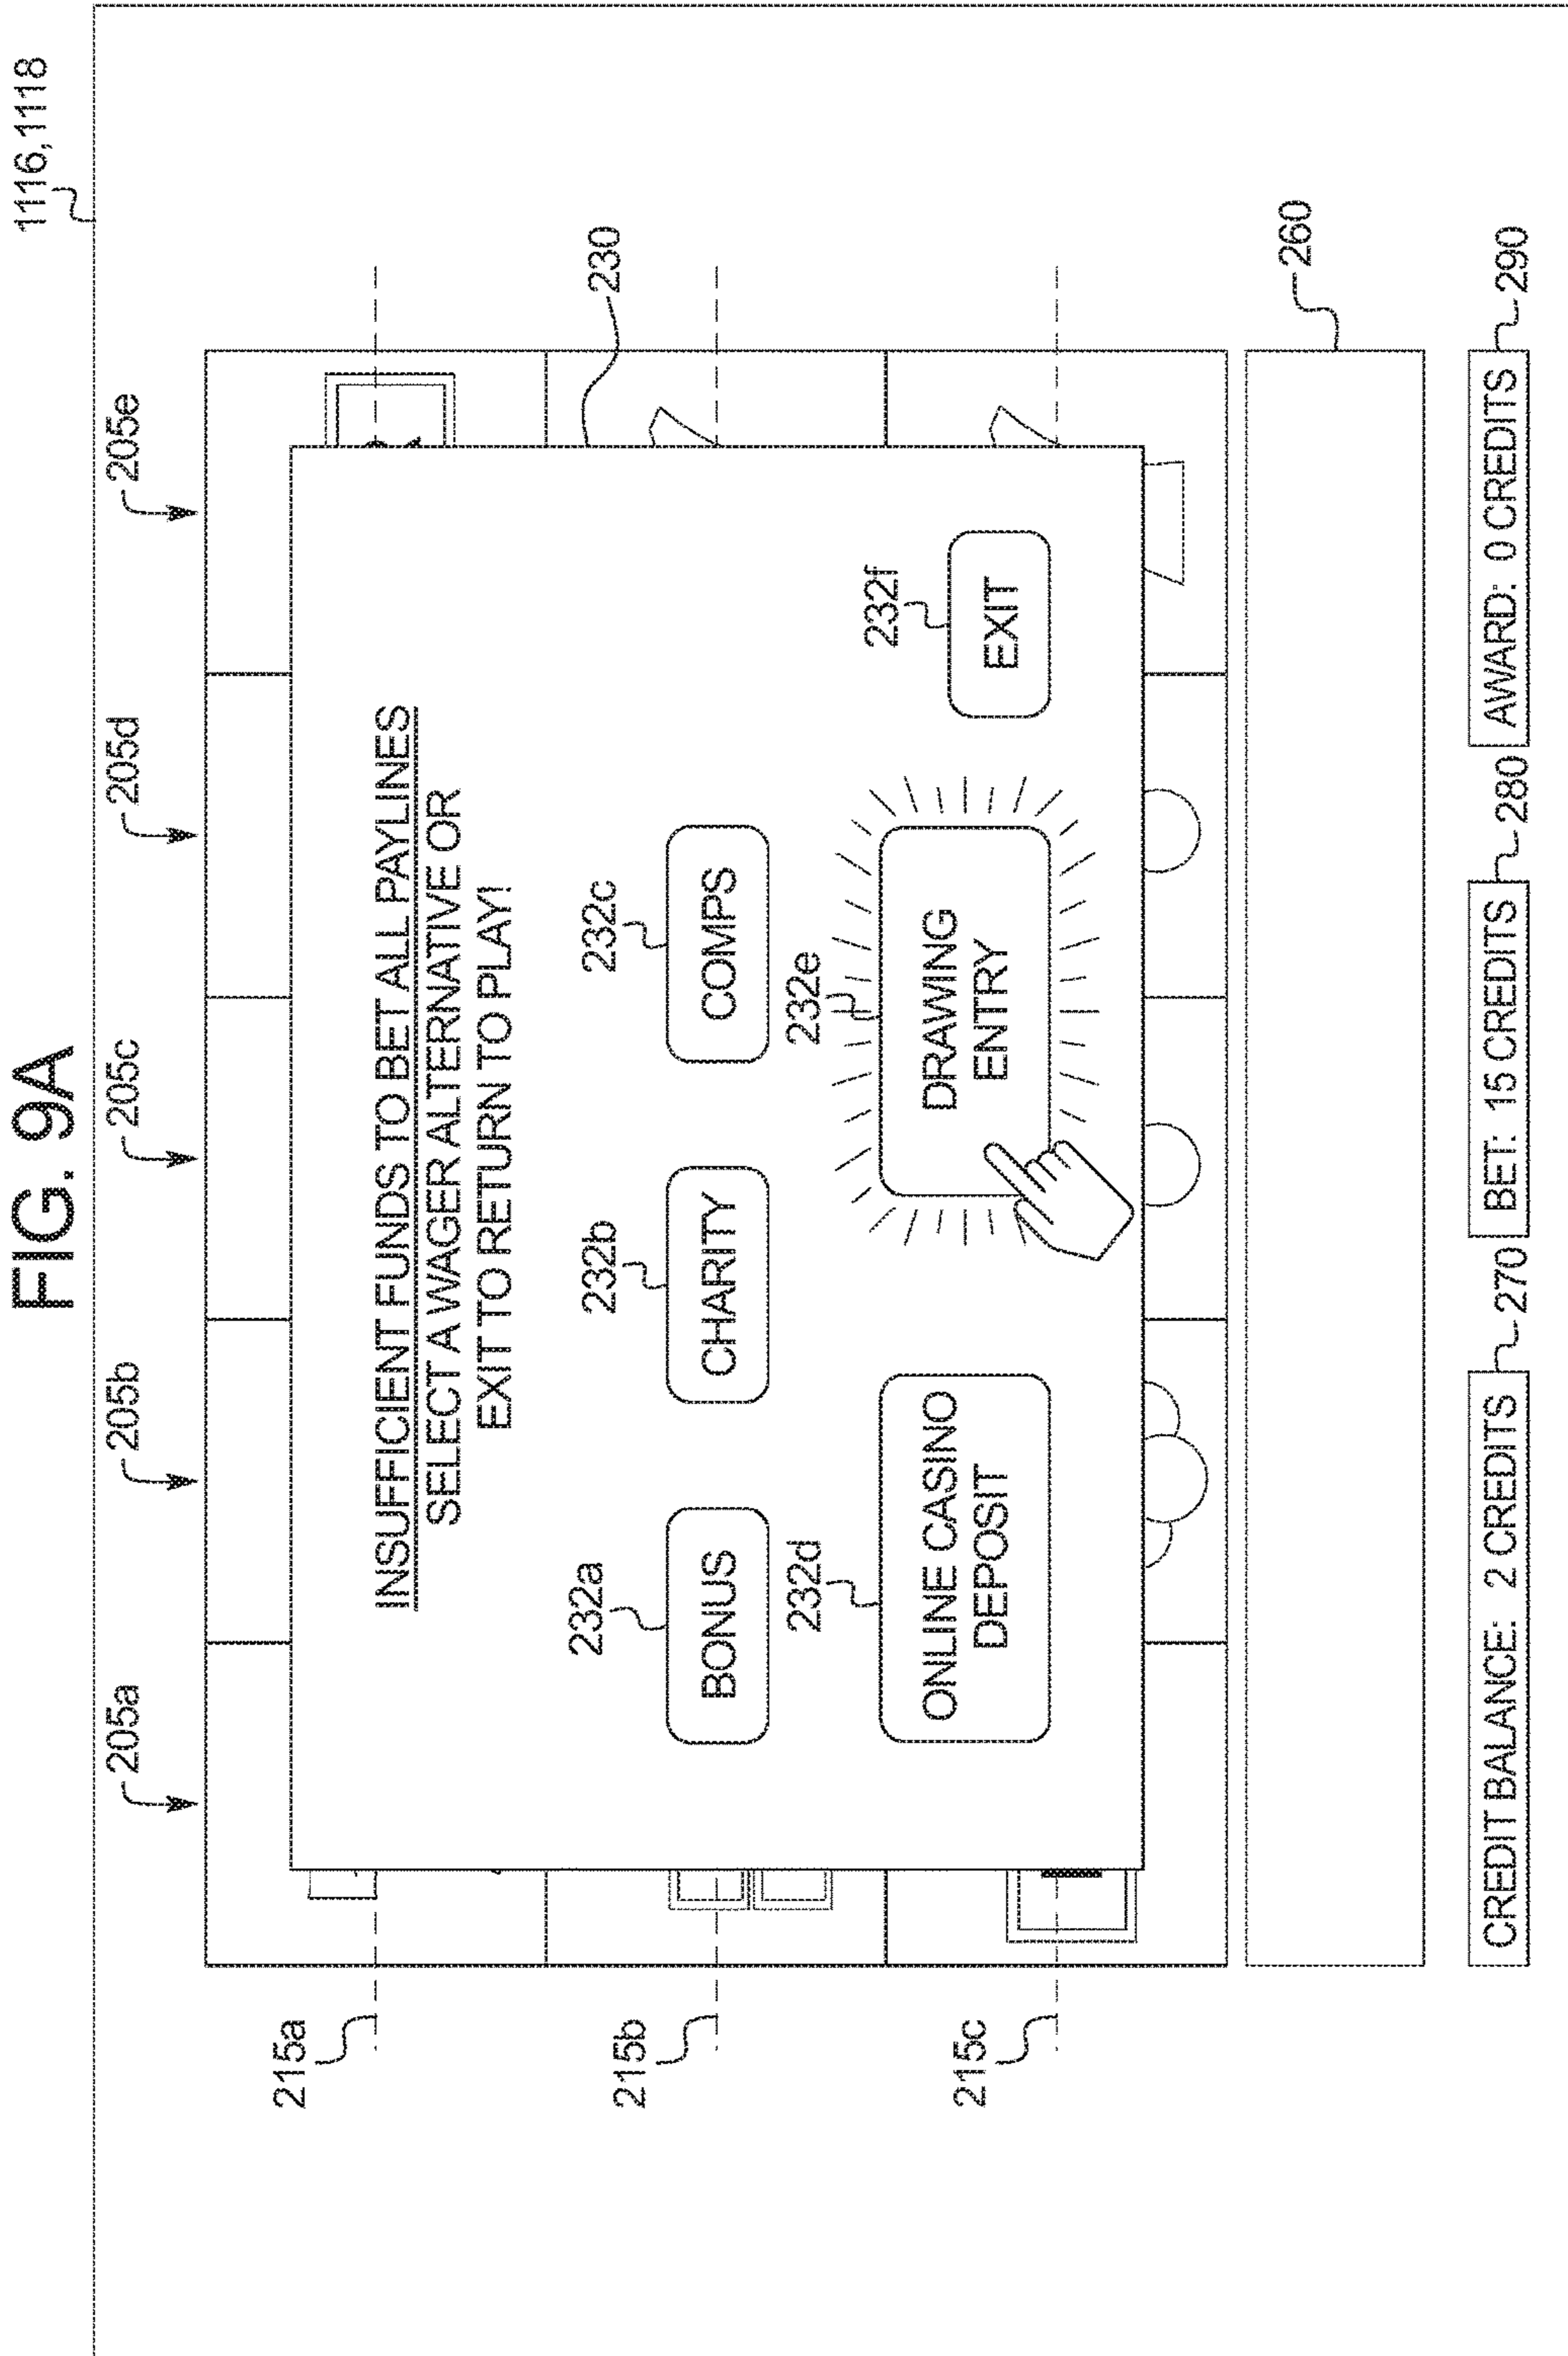 FIG. 9A
1116, 1118
205a
205b
205c
205d
205e
215a
215b
215c
230
INSUFFICIENT FUNDS TO BET ALL PAYLINES
SELECT A WAGER ALTERNATIVE OR
EXIT TO RETURN TO PLAY!
232a
232b
232c
BONUS
CHARITY
COMPS
232d
232e
232f
ONLINE CASINO
DEPOSIT
DRAWING
ENTRY
EXIT
260
CREDIT BALANCE: 2 CREDITS
270
BET: 15 CREDITS
280
AWARD: 0 CREDITS
290